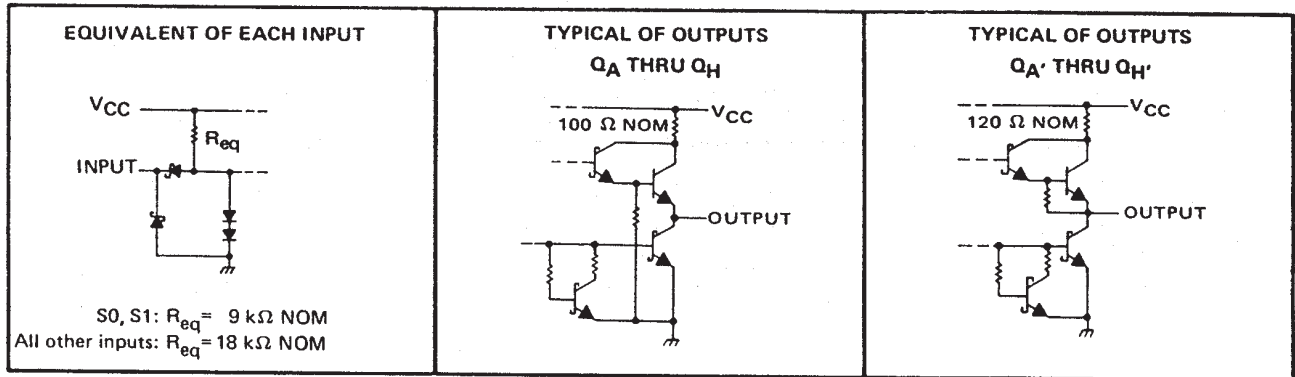 EQUIVALENT OF EACH INPUT
VCC
Req
INPUT
S0, S1: Req= 9 kΩ NOM
All other inputs: Req=18 kΩ NOM
TYPICAL OF OUTPUTS
QA THRU QH
VCC
100 Ω NOM
OUTPUT
TYPICAL OF OUTPUTS
QA' THRU QH'
VCC
120 Ω NOM
OUTPUT